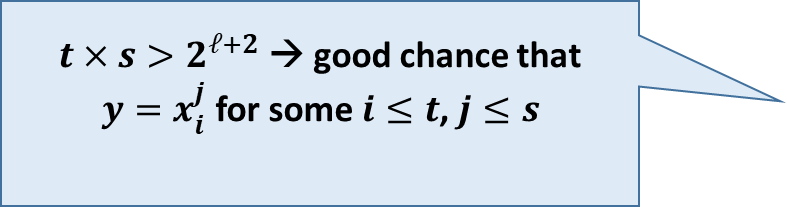 t × s > 2^{ℓ+2} → good chance that
y = x_i^j for some i ≤ t, j ≤ s